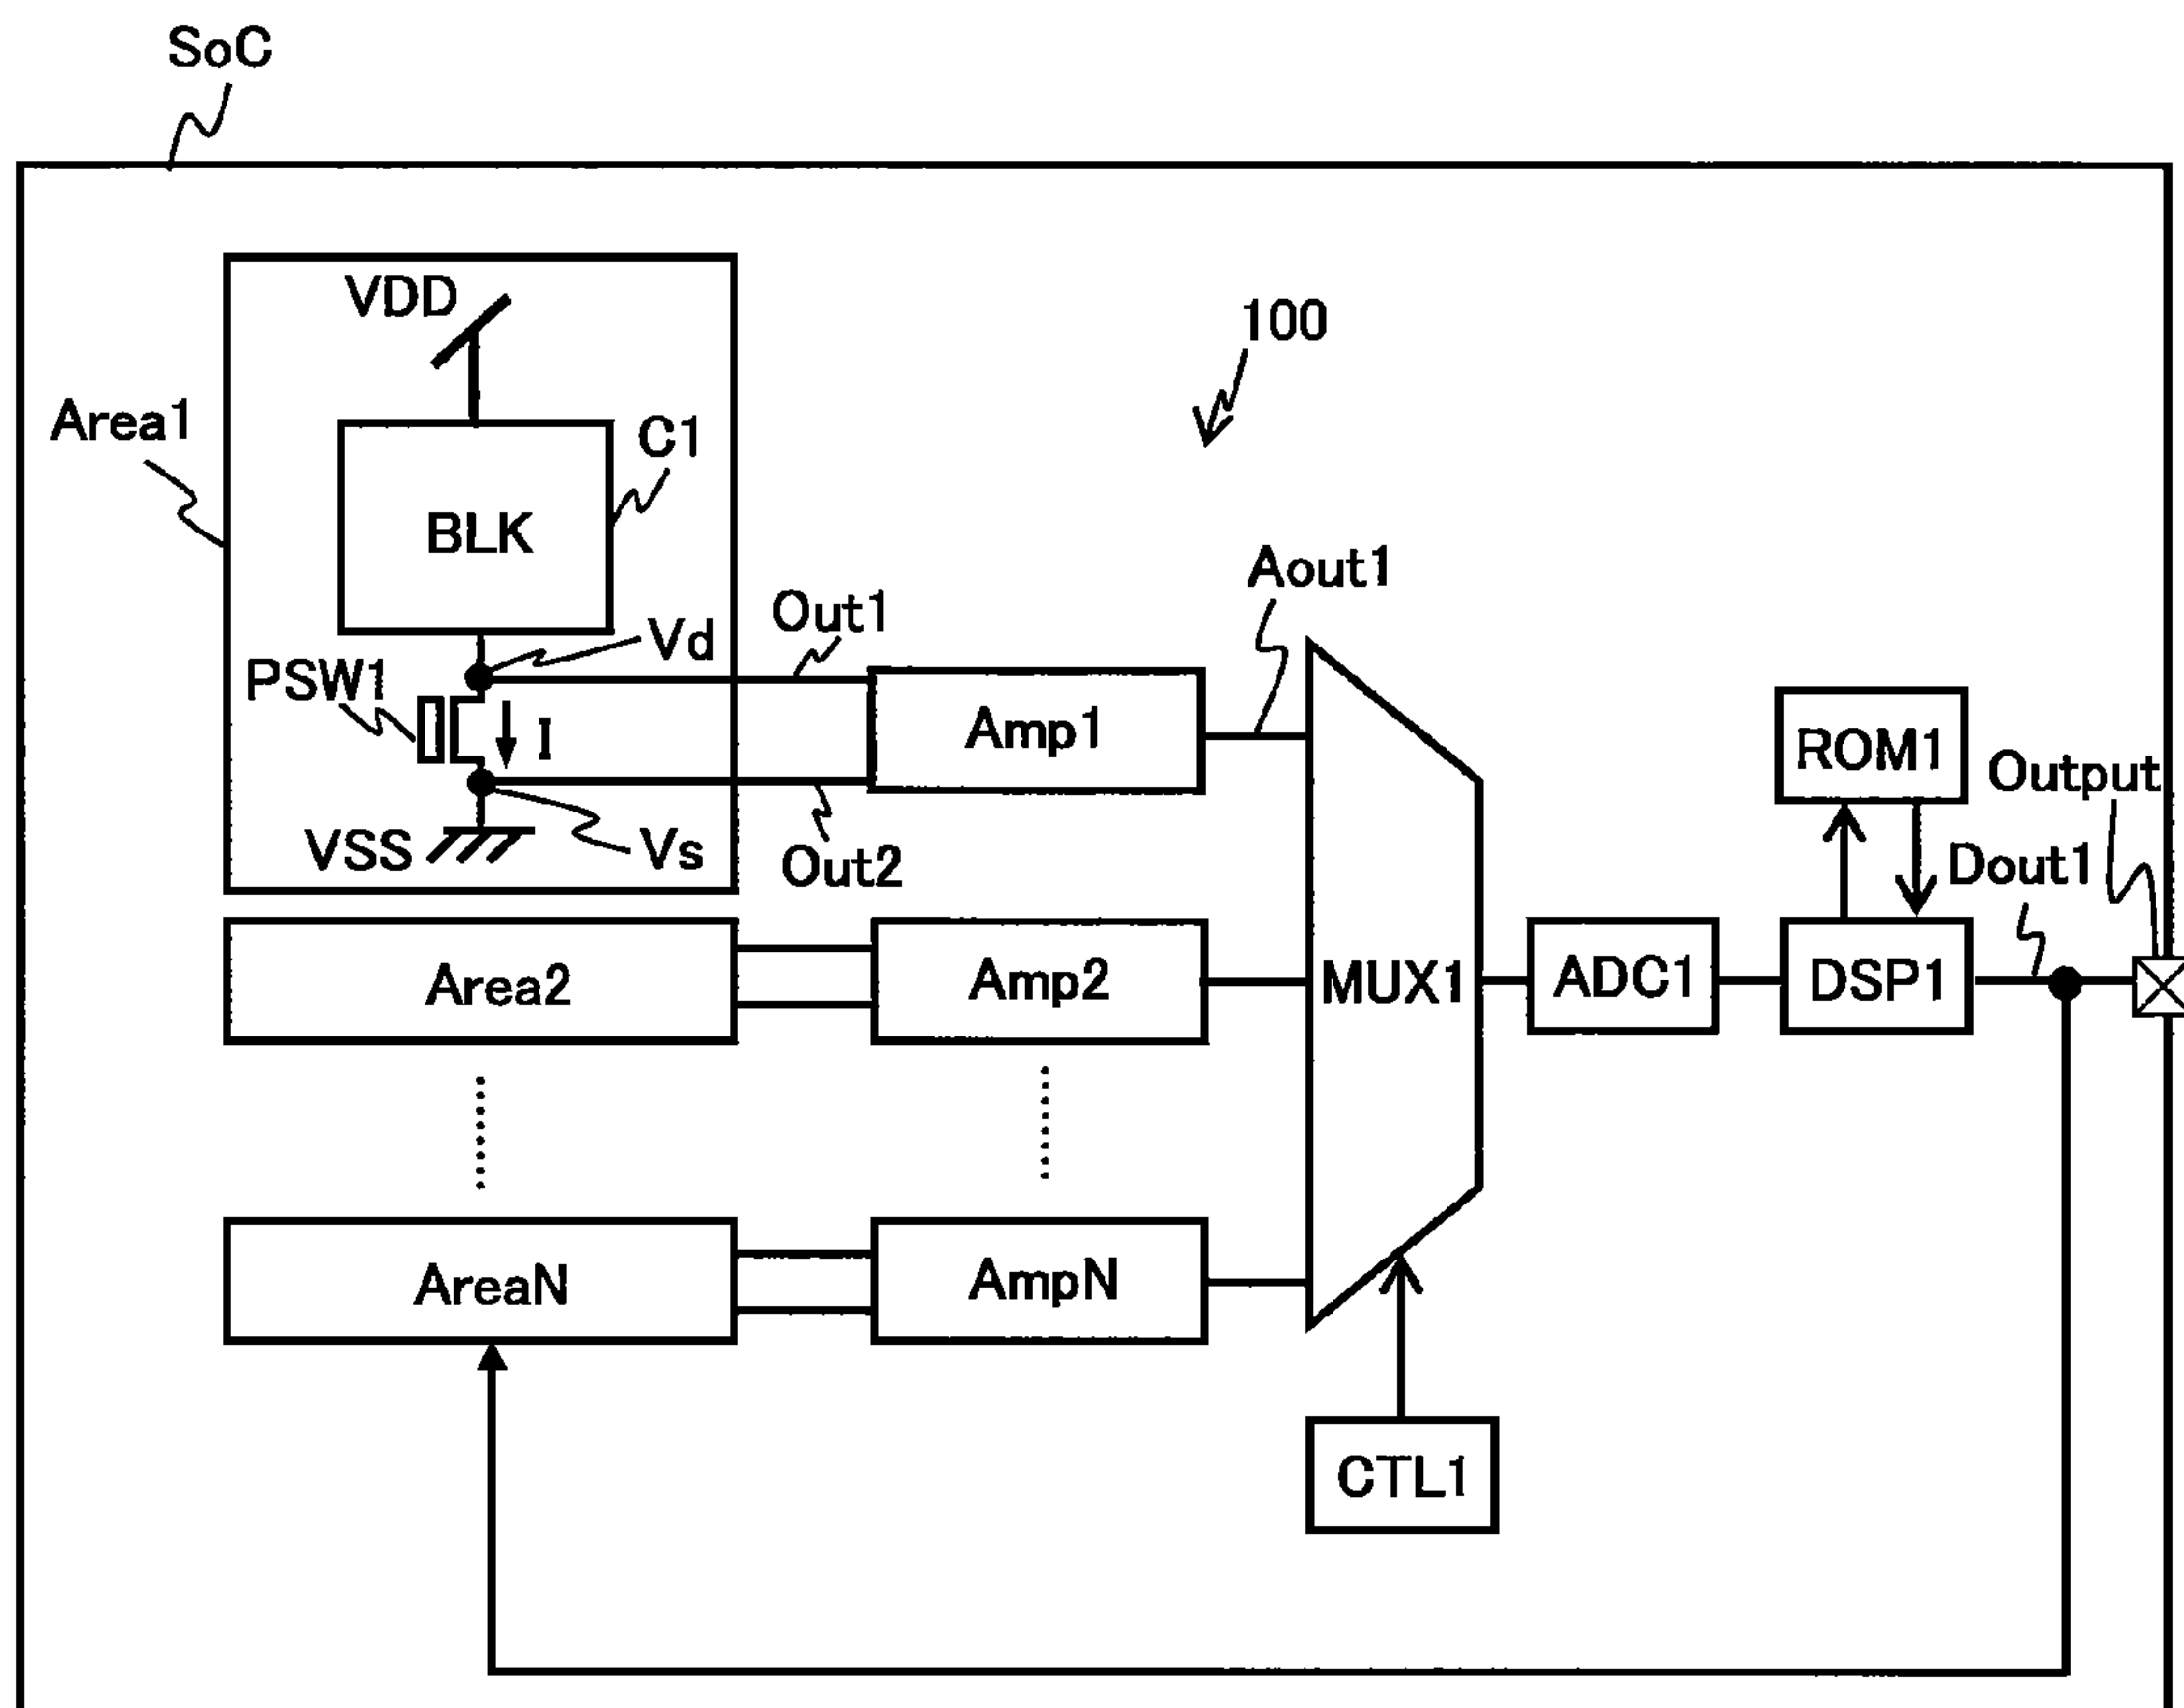 SoC
VDD
100
Area1
C1
BLK
Aout1
Out1
Vd
PSW1
I
Amp1
ROM1
Output
VSS
Vs
Out2
Dout1
Area2
Amp2
MUX1
ADC1
DSP1
AreaN
AmpN
CTL1